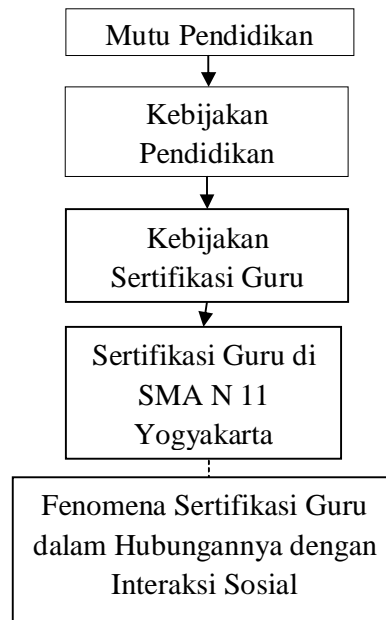 Mutu Pendidikan
Kebijakan
Pendidikan
Kebijakan
Sertifikasi Guru
Sertifikasi Guru di
SMA N 11
Yogyakarta
Fenomena Sertifikasi Guru
dalam Hubungannya dengan
Interaksi Sosial